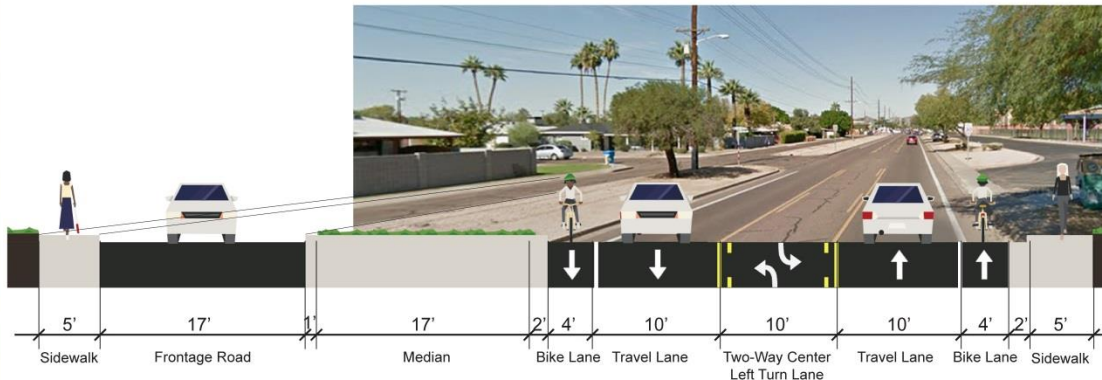 5' 17' 1' 17' 2' 4' 10' 10' 10' 4' 2' 5'
Sidewalk Frontage Road Median Bike Lane Travel Lane Two-Way Center Travel Lane Bike Lane Sidewalk
Left Turn Lane